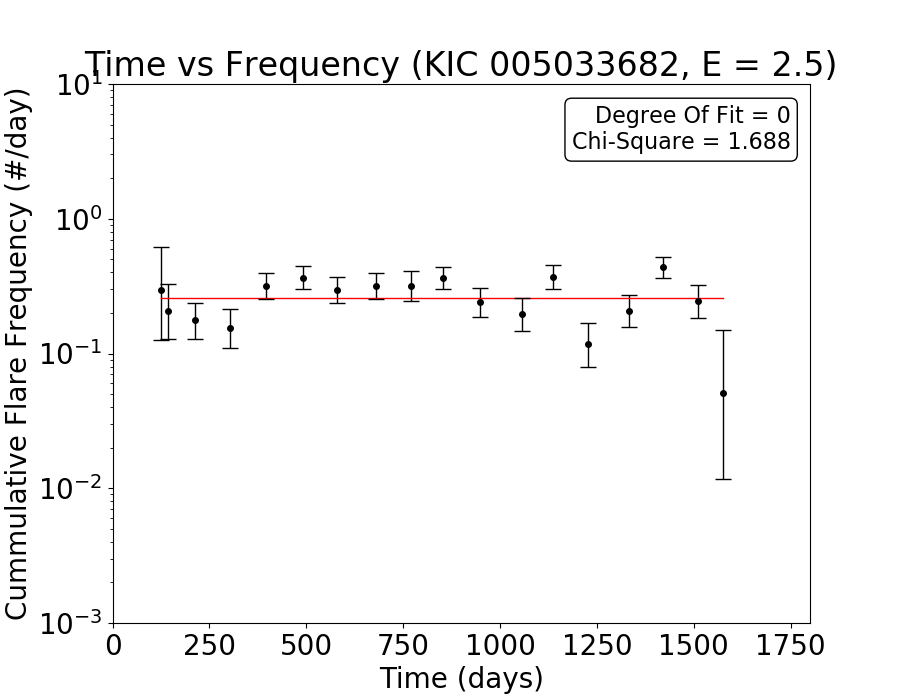 Time vs Frequency (KIC 005033682, E = 2.5)
Degree Of Fit = 0
Chi-Square = 1.688
Cummulative Flare Frequency (#/day)
10¹
10⁰
10⁻¹
10⁻²
10⁻³
0 250 500 750 1000 1250 1500 1750
Time (days)